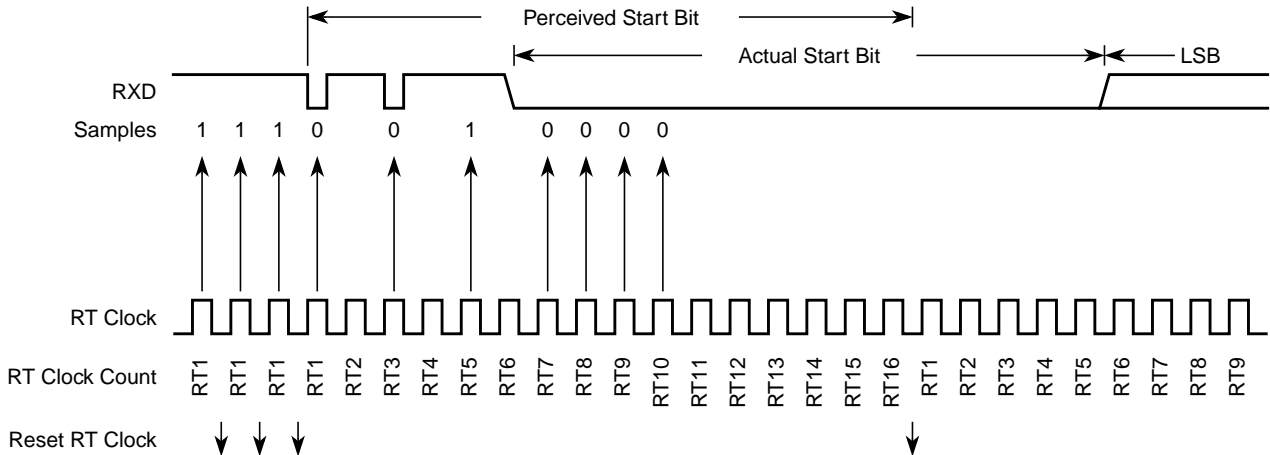 Perceived Start Bit
Actual Start Bit LSB
RXD
Samples 1 1 1 0 0 1 0 0 0 0
RT Clock
RT Clock Count RT1 RT1 RT1 RT1 RT2 RT3 RT4 RT5 RT6 RT7 RT8 RT9 RT10 RT11 RT12 RT13 RT14 RT15 RT16 RT1 RT2 RT3 RT4 RT5 RT6 RT7 RT8 RT9
Reset RT Clock